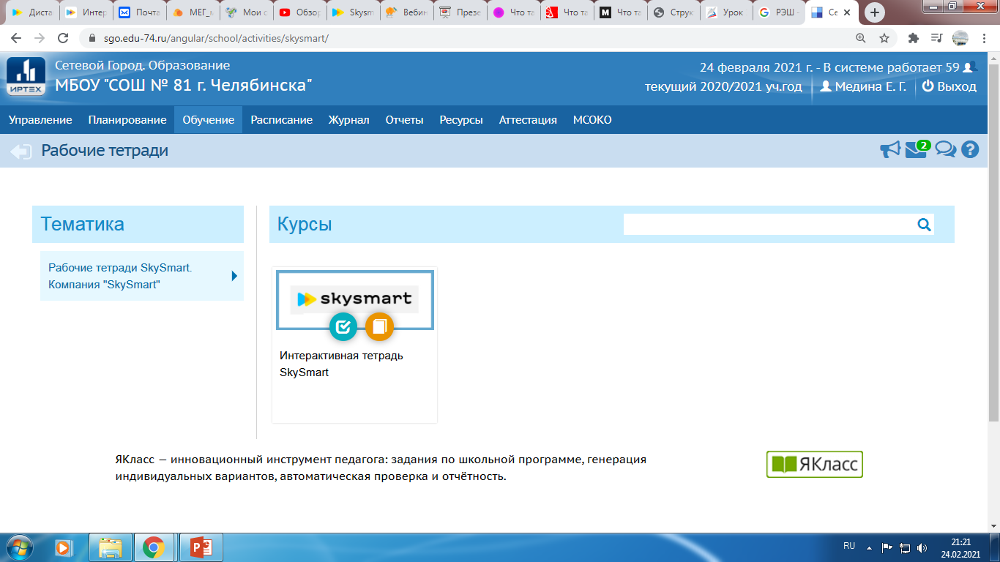 Диста
Интер
Почта
МЕГ_м
Мои с
Обзор
Skysm
Вебин
Презе
Что та
Что та
Что та
Струк
Урок
РЭШ -
Се
sgo.edu-74.ru/angular/school/activities/skysmart/
Сетевой Город. Образование
24 февраля 2021 г. - В системе работает 59
ИРТЕХ
МБОУ "СОШ № 81 г. Челябинска"
текущий 2020/2021 уч.год
Медина Е. Г.
Выход
Управление
Планирование
Обучение
Расписание
Журнал
Отчеты
Ресурсы
Аттестация
МСОКО
Рабочие тетради
2
?
Тематика
Курсы
Рабочие тетради SkySmart.
Компания "SkySmart"
skysmart
Интерактивная тетрадь
SkySmart
ЯКласс — инновационный инструмент педагога: задания по школьной программе, генерация
индивидуальных вариантов, автоматическая проверка и отчётность.
ЯКласс
RU
21:21
24.02.2021